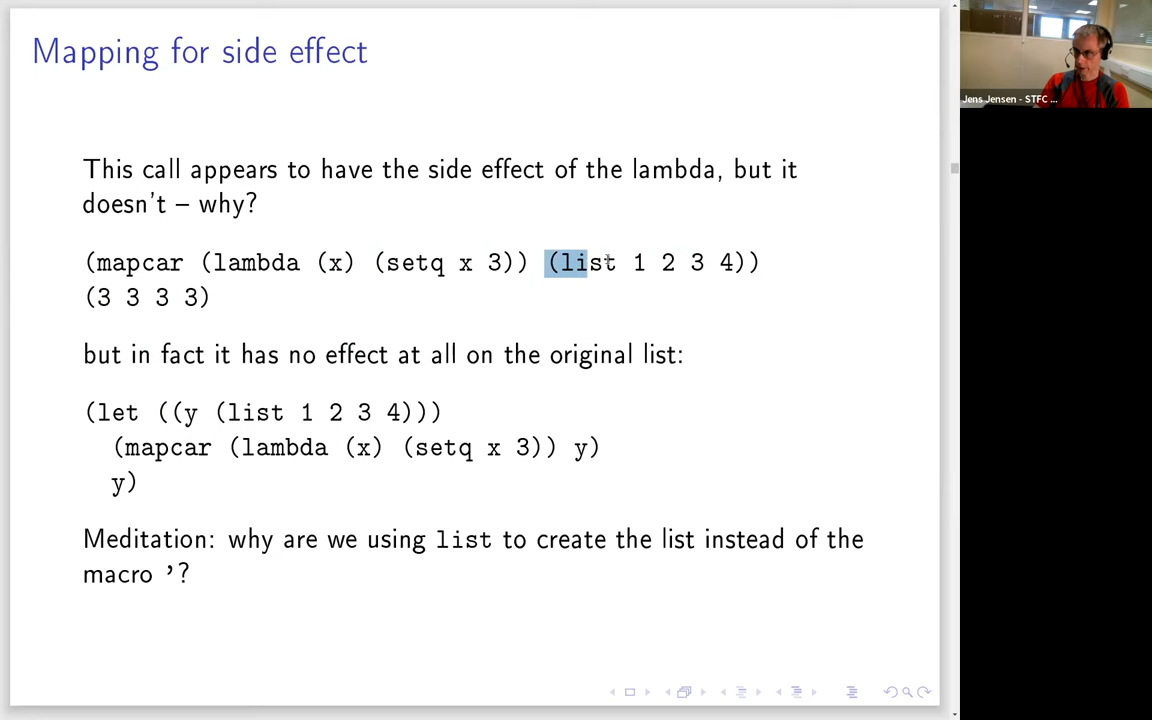 Mapping for side effect
This call appears to have the side effect of the lambda, but it
doesn't – why?
(mapcar (lambda (x) (setq x 3)) (list 1 2 3 4))
(3 3 3 3)
but in fact it has no effect at all on the original list:
(let ((y (list 1 2 3 4)))
(mapcar (lambda (x) (setq x 3)) y)
y)
Meditation: why are we using list to create the list instead of the
macro '?
Jens Jensen - STFC ...